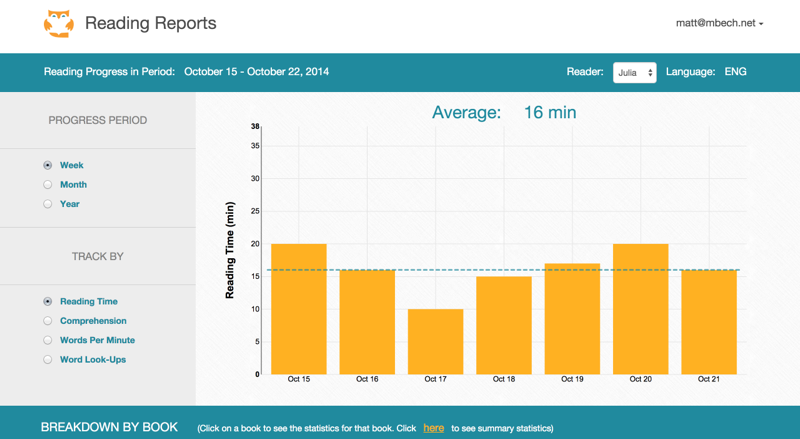 Reading Reports
matt@mbech.net
Reading Progress in Period: October 15 - October 22, 2014
Reader: Julia Language: ENG
PROGRESS PERIOD
Week
Month
Year
TRACK BY
Reading Time
Comprehension
Words Per Minute
Word Look-Ups
Average: 16 min
Reading Time (min)
38
35
30
25
20
15
10
5
0
Oct 15 Oct 16 Oct 17 Oct 18 Oct 19 Oct 20 Oct 21
BREAKDOWN BY BOOK (Click on a book to see the statistics for that book. Click here to see summary statistics)